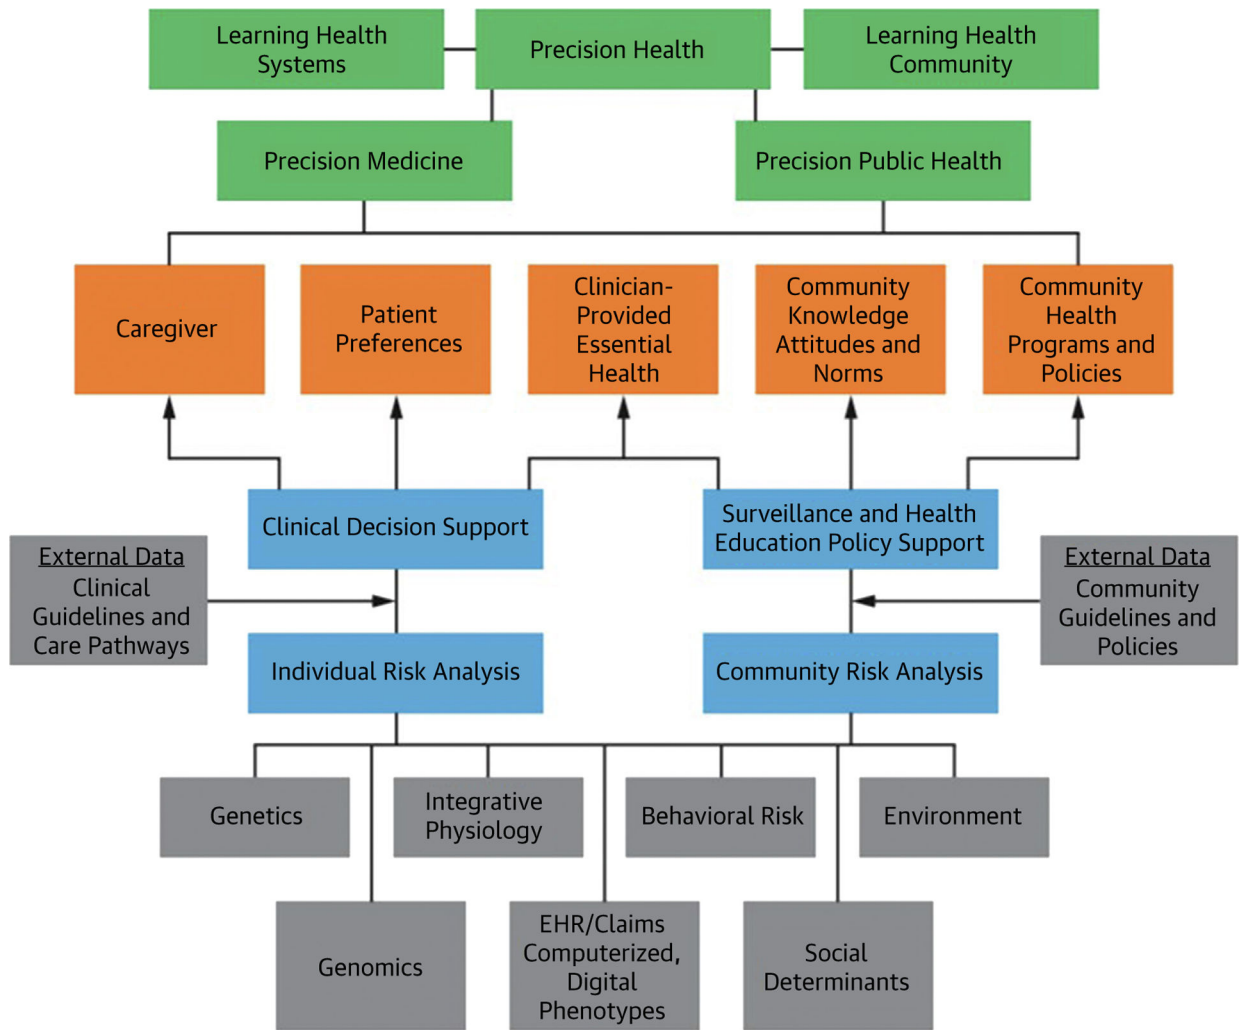 Learning Health
Systems
Precision Health
Learning Health
Community
Precision Medicine
Precision Public Health
Caregiver
Patient
Preferences
Clinician-
Provided
Essential
Health
Community
Knowledge
Attitudes and
Norms
Community
Health
Programs and
Policies
Clinical Decision Support
Surveillance and Health
Education Policy Support
External Data
Clinical
Guidelines and
Care Pathways
External Data
Community
Guidelines and
Policies
Individual Risk Analysis
Community Risk Analysis
Genetics
Integrative
Physiology
Behavioral Risk
Environment
Genomics
EHR/Claims
Computerized,
Digital
Phenotypes
Social
Determinants